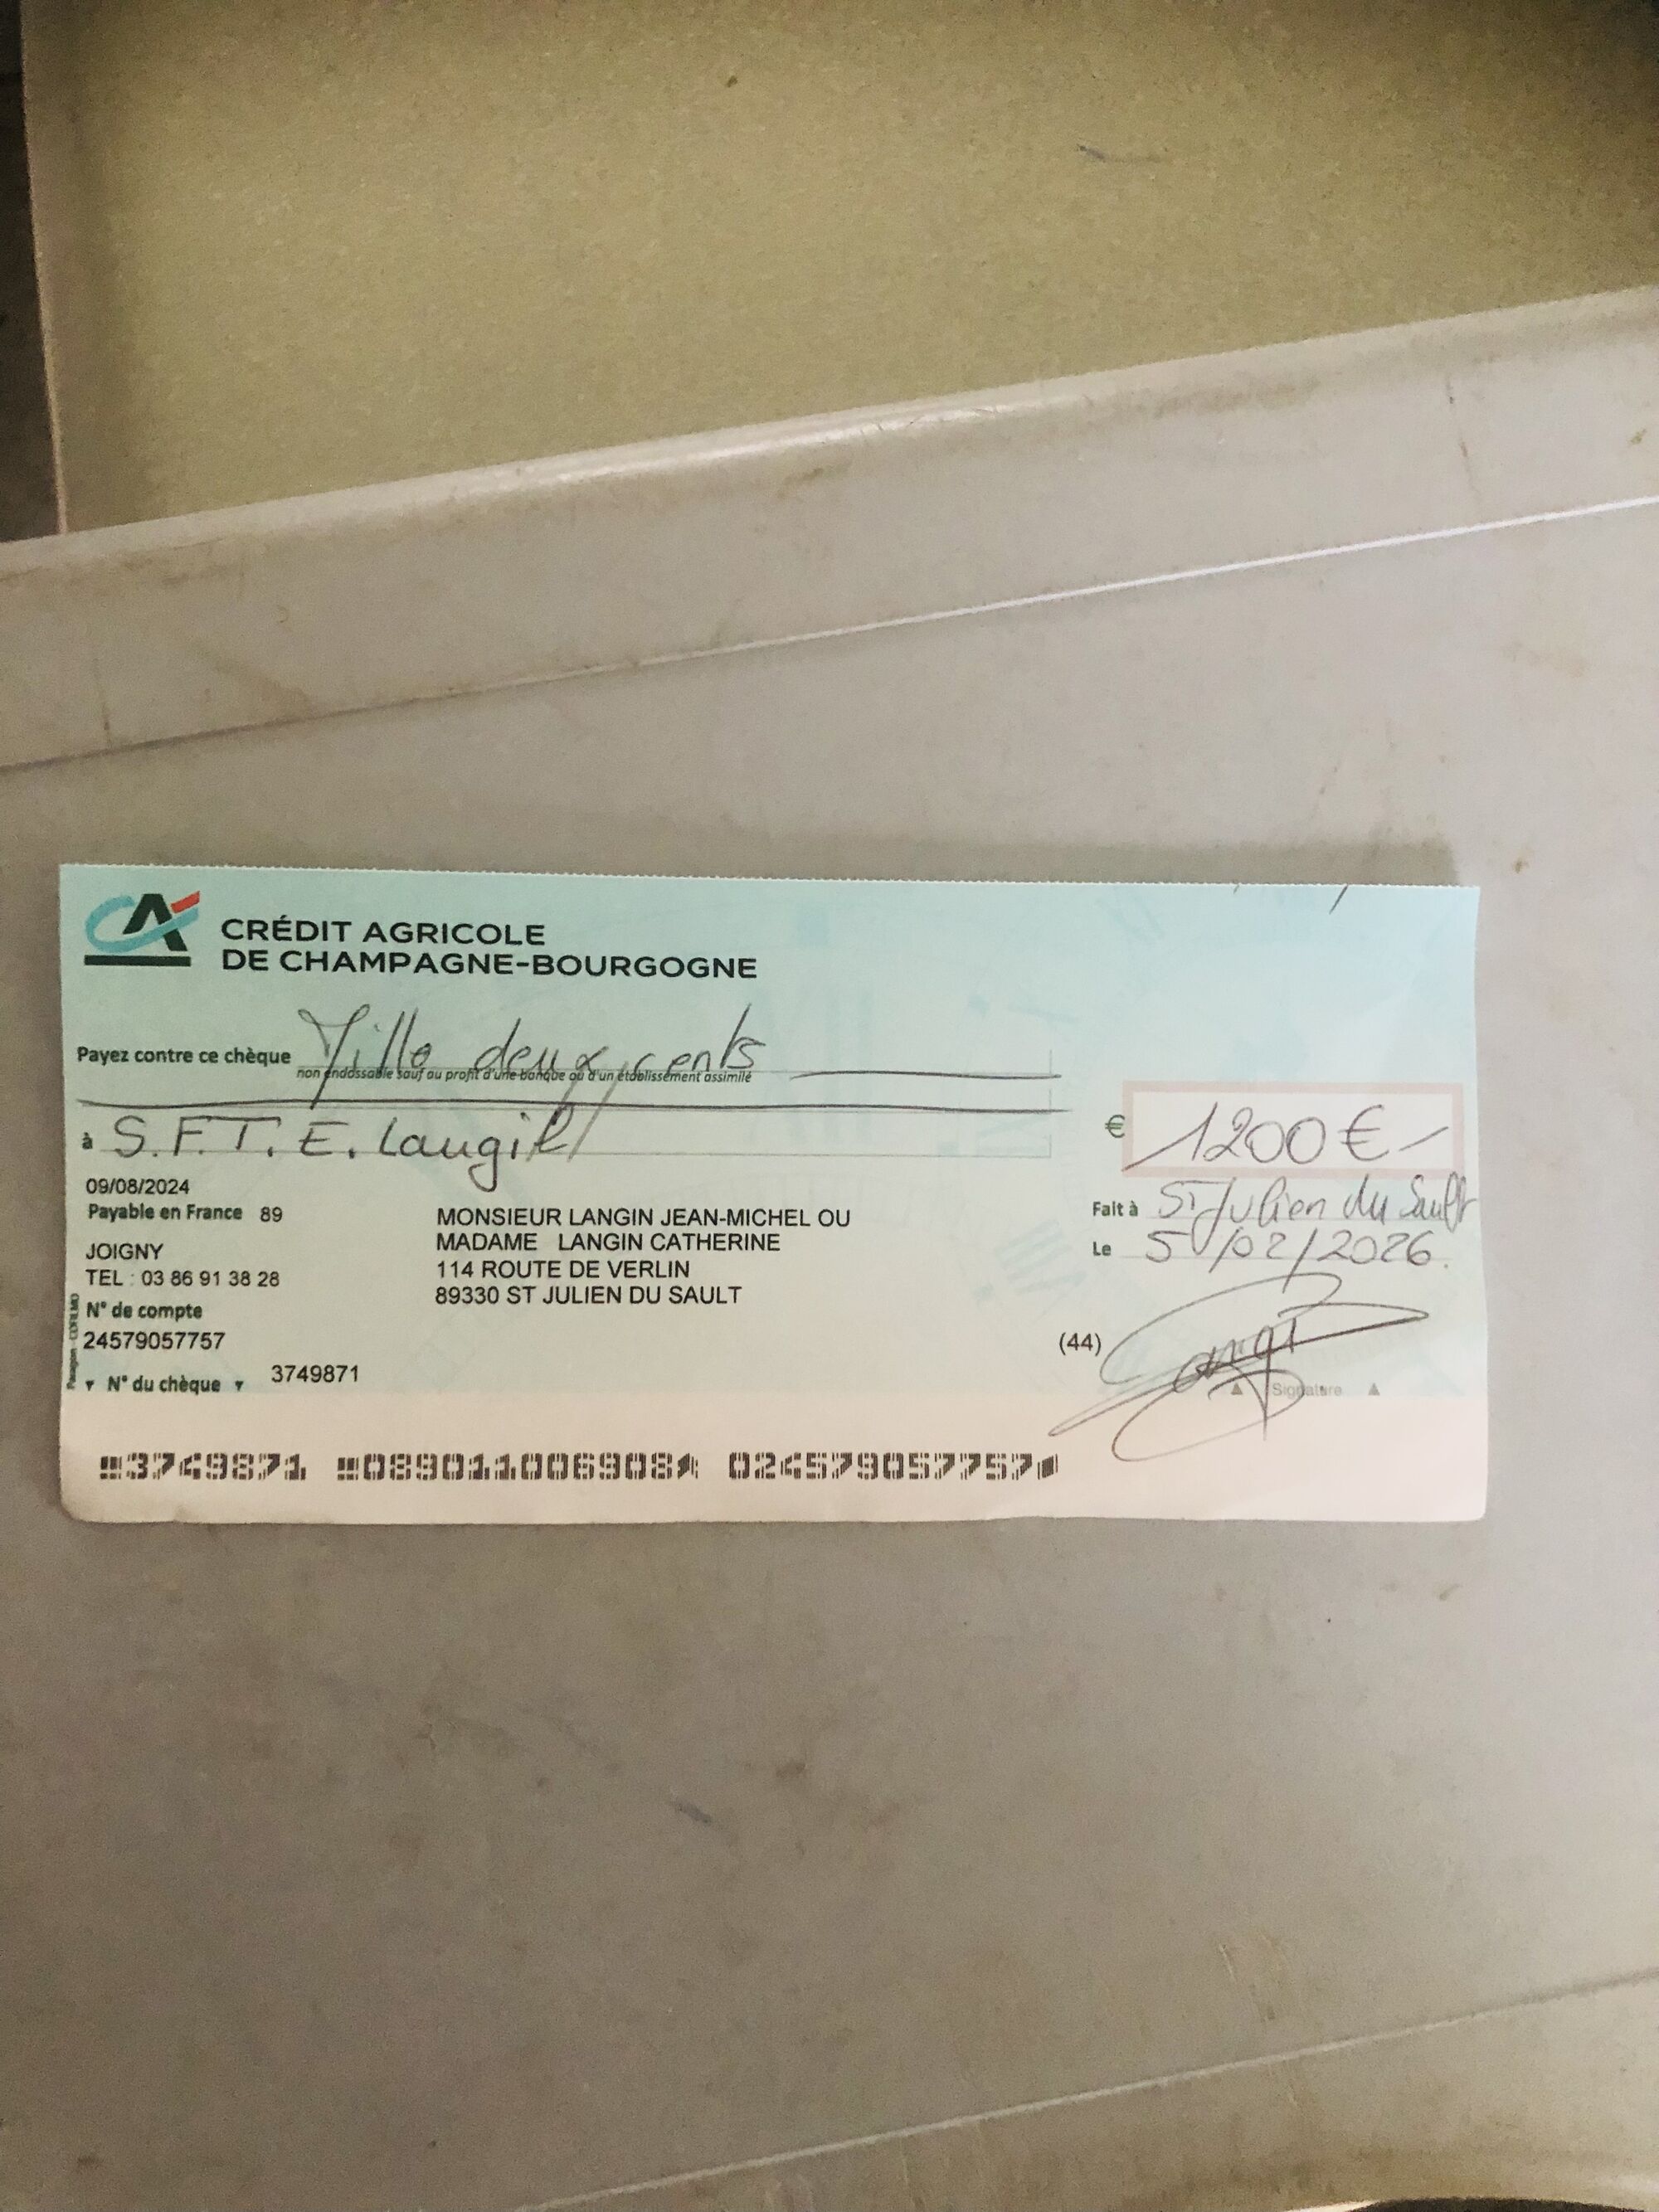 CA
CRÉDIT AGRICOLE
DE CHAMPAGNE-BOURGOGNE
Payez contre ce chèque Mille deux cents
non endossable sauf au profit d'une banque ou d'un établissement assimilé
à S.F.T.E. Laugil
€ 1200 €
09/08/2024
Payable en France 89
JOIGNY
TEL : 03 86 91 38 28
N° de compte
24579057757
N° du chèque 3749871
MONSIEUR LANGIN JEAN-MICHEL OU
MADAME LANGIN CATHERINE
114 ROUTE DE VERLIN
89330 ST JULIEN DU SAULT
Fait à ST Julien du Sault
Le 5/02/2026
(44)
Signature
3749871 089011006908 024579057757